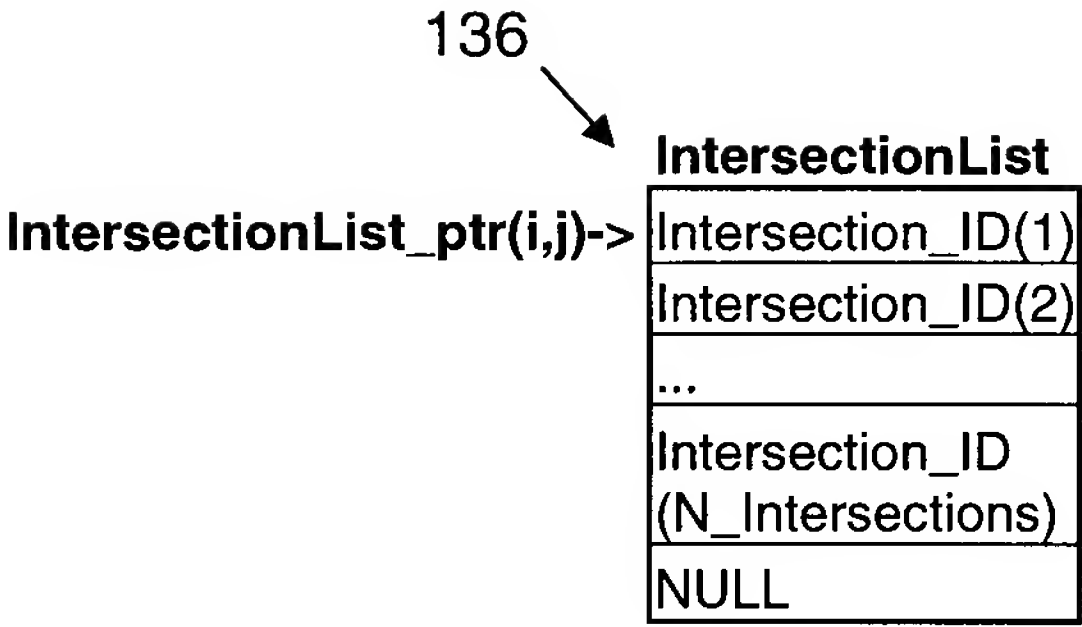 136
IntersectionList
IntersectionList_ptr(i,j)->
Intersection_ID(1)
Intersection_ID(2)
...
Intersection_ID
(N_Intersections)
NULL